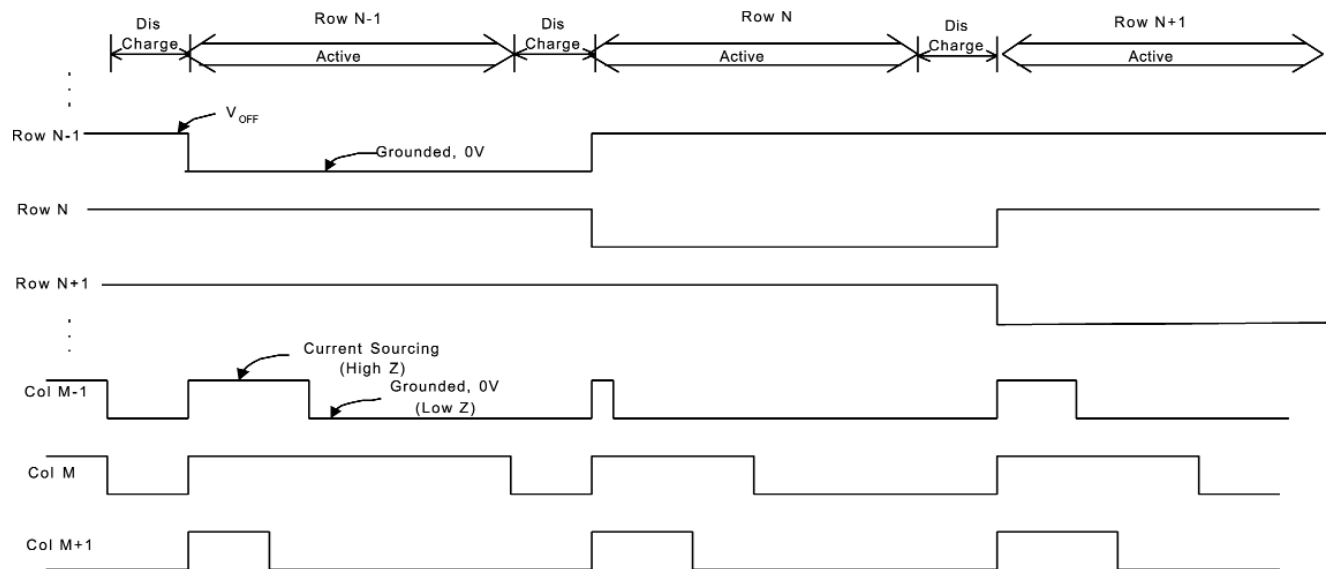 Dis
Charge
Row N-1
Active
Dis
Charge
Row N
Active
Dis
Charge
Row N+1
Active
V OFF
Row N-1
Grounded, 0V
Row N
Row N+1
Current Sourcing
(High Z)
Col M-1
Grounded, 0V
(Low Z)
Col M
Col M+1